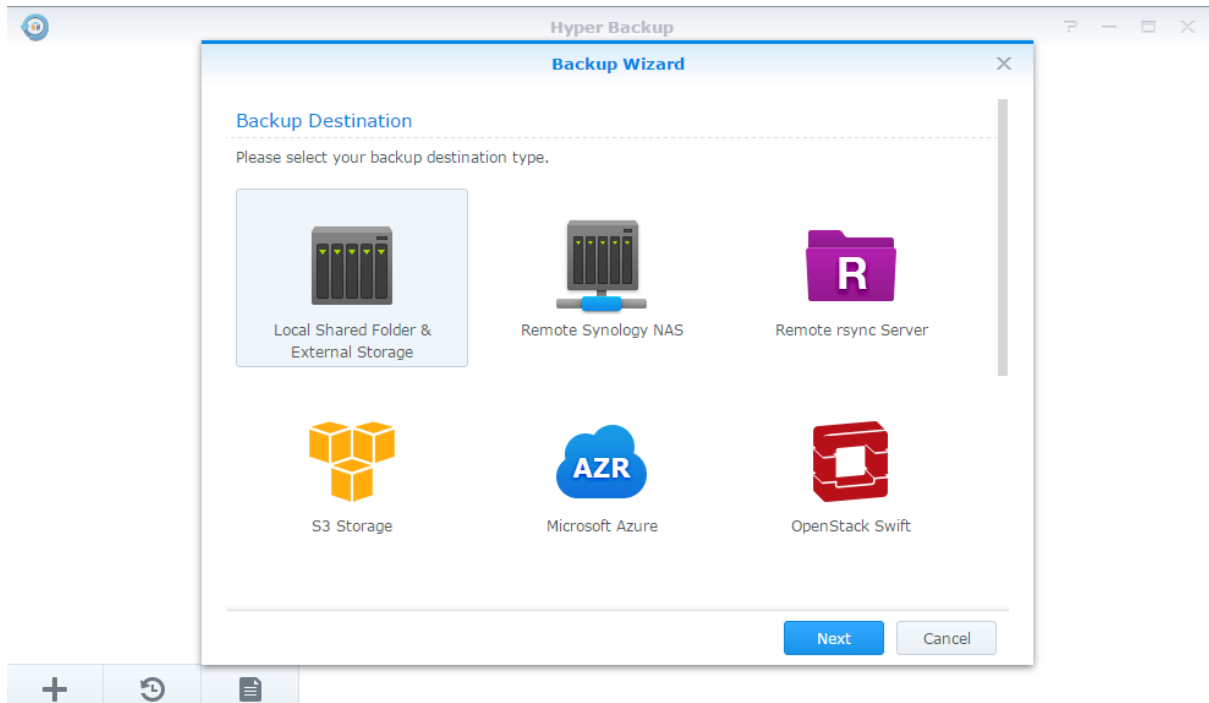 Hyper Backup
Backup Wizard
Backup Destination
Please select your backup destination type.
Local Shared Folder &
External Storage
Remote Synology NAS
R
Remote rsync Server
S3 Storage
AZR
Microsoft Azure
OpenStack Swift
Next
Cancel